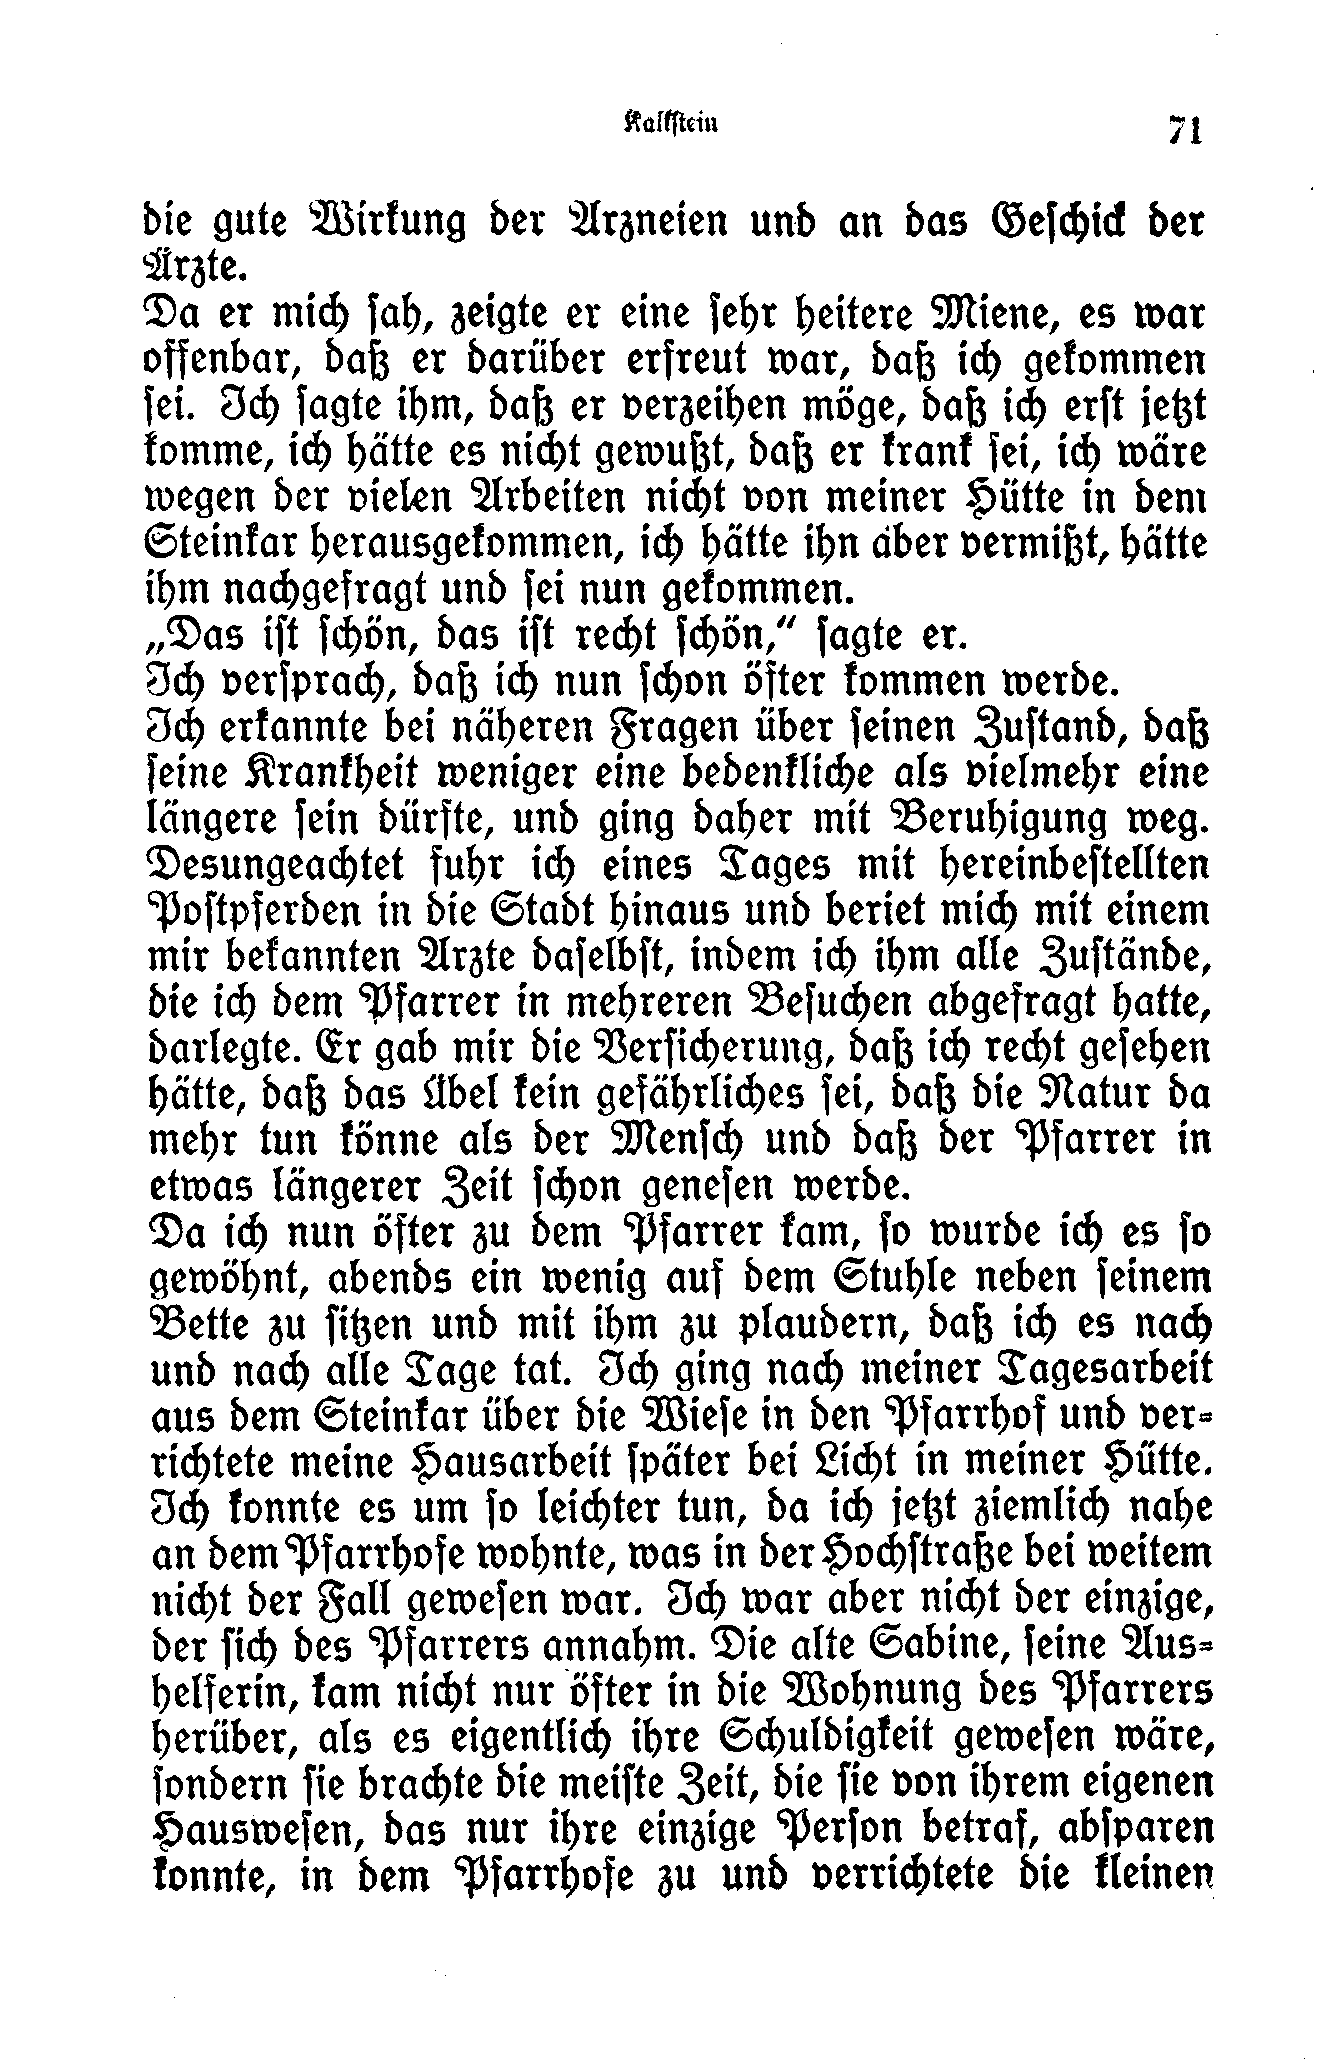 Kalkstein 71
die gute Wirkung der Arzneien und an das Geschick der
Ärzte.
Da er mich sah, zeigte er eine sehr heitere Miene, es war
offenbar, daß er darüber erfreut war, daß ich gekommen
sei. Ich sagte ihm, daß er verzeihen möge, daß ich erst jetzt
komme, ich hätte es nicht gewußt, daß er krank sei, ich wäre
wegen der vielen Arbeiten nicht von meiner Hütte in dem
Steinkar herausgekommen, ich hätte ihn aber vermißt, hätte
ihm nachgefragt und sei nun gekommen.
„Das ist schön, das ist recht schön,“ sagte er.
Ich versprach, daß ich nun schon öfter kommen werde.
Ich erkannte bei näheren Fragen über seinen Zustand, daß
seine Krankheit weniger eine bedenkliche als vielmehr eine
längere sein dürfte, und ging daher mit Beruhigung weg.
Desungeachtet fuhr ich eines Tages mit hereinbestellten
Postpferden in die Stadt hinaus und beriet mich mit einem
mir bekannten Arzte daselbst, indem ich ihm alle Zustände,
die ich dem Pfarrer in mehreren Besuchen abgefragt hatte,
darlegte. Er gab mir die Versicherung, daß ich recht gesehen
hätte, daß das Übel kein gefährliches sei, daß die Natur da
mehr tun könne als der Mensch und daß der Pfarrer in
etwas längerer Zeit schon genesen werde.
Da ich nun öfter zu dem Pfarrer kam, so wurde ich es so
gewöhnt, abends ein wenig auf dem Stuhle neben seinem
Bette zu sitzen und mit ihm zu plaudern, daß ich es nach
und nach alle Tage tat. Ich ging nach meiner Tagesarbeit
aus dem Steinkar über die Wiese in den Pfarrhof und ver-
richtete meine Hausarbeit später bei Licht in meiner Hütte.
Ich konnte es um so leichter tun, da ich jetzt ziemlich nahe
an dem Pfarrhofe wohnte, was in der Hochstraße bei weitem
nicht der Fall gewesen war. Ich war aber nicht der einzige,
der sich des Pfarrers annahm. Die alte Sabine, seine Aus-
helferin, kam nicht nur öfter in die Wohnung des Pfarrers
herüber, als es eigentlich ihre Schuldigkeit gewesen wäre,
sondern sie brachte die meiste Zeit, die sie von ihrem eigenen
Hauswesen, das nur ihre einzige Person betraf, absparen
konnte, in dem Pfarrhofe zu und verrichtete die kleinen